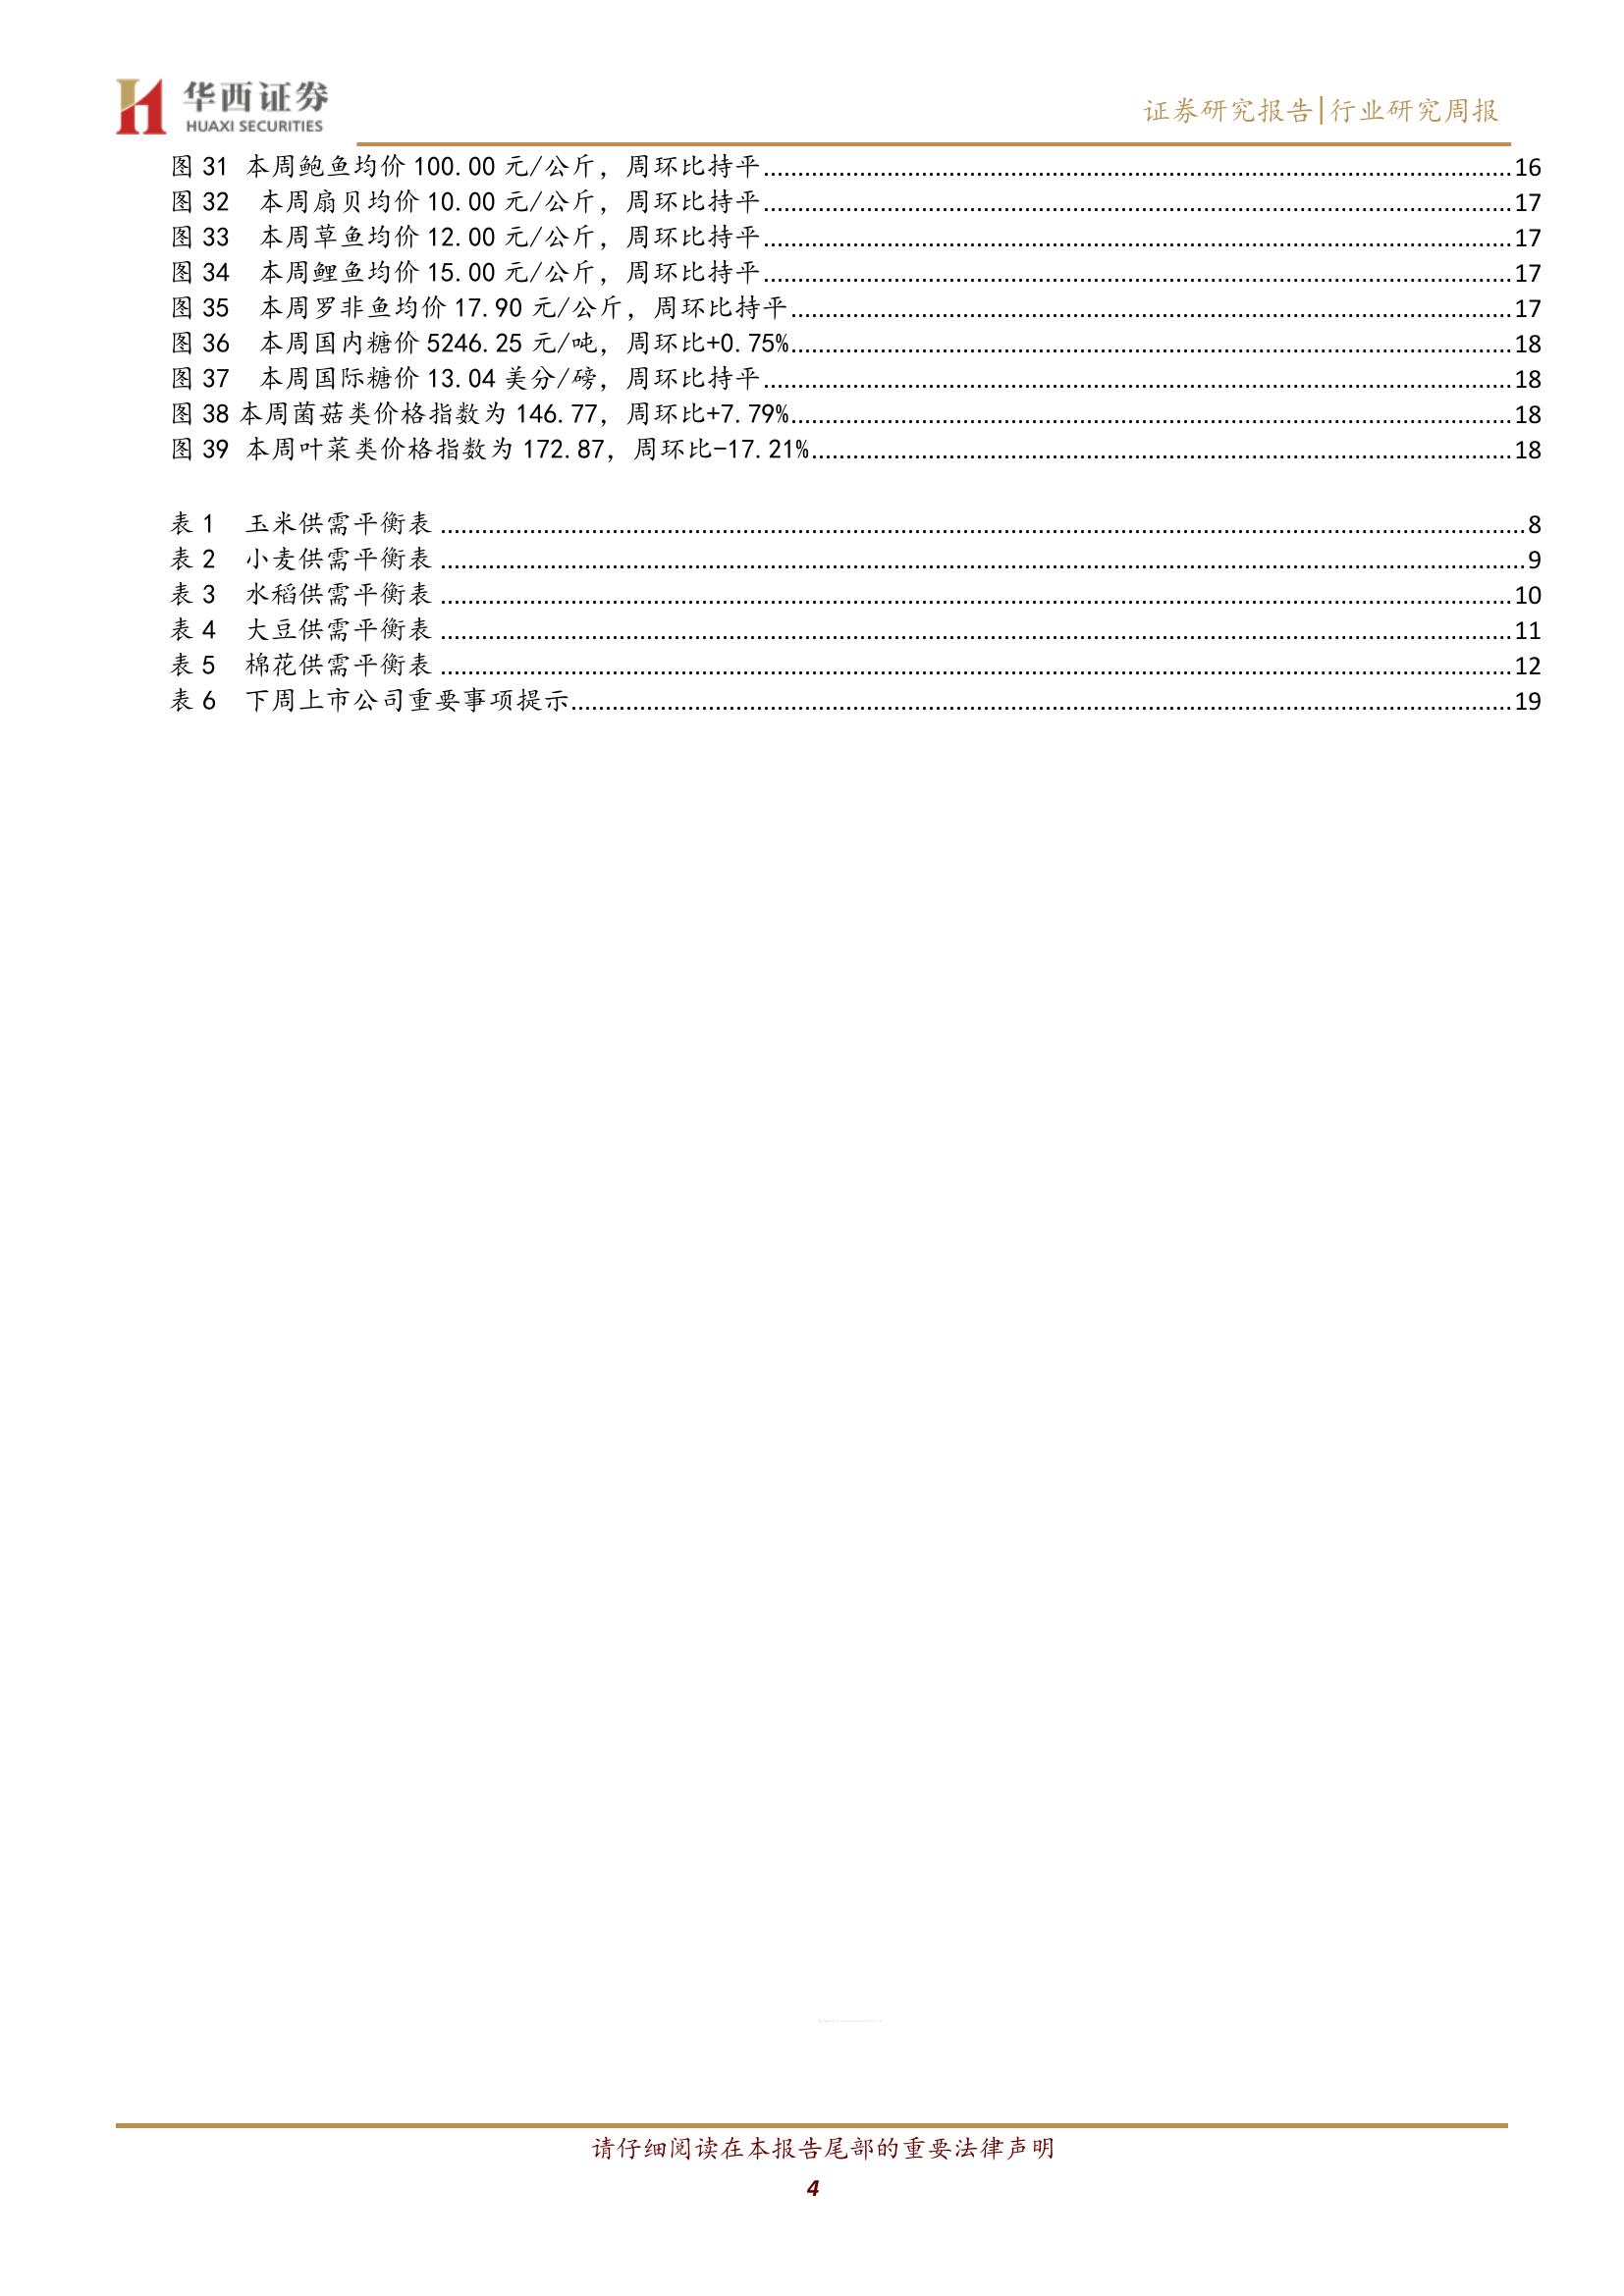 华西证券
HUAXI SECURITIES
证券研究报告|行业研究周报
图 31 本周鲍鱼均价 100.00 元/公斤，周环比持平........16
图 32 本周扇贝均价 10.00 元/公斤，周环比持平........17
图 33 本周草鱼均价 12.00 元/公斤，周环比持平........17
图 34 本周鲤鱼均价 15.00 元/公斤，周环比持平........17
图 35 本周罗非鱼均价 17.90 元/公斤，周环比持平........17
图 36 本周国内糖价 5246.25 元/吨，周环比+0.75%........18
图 37 本周国际糖价 13.04 美分/磅，周环比持平........18
图 38 本周菌菇类价格指数为 146.77，周环比+7.79%........18
图 39 本周叶菜类价格指数为 172.87，周环比-17.21%........18
表 1 玉米供需平衡表........8
表 2 小麦供需平衡表........9
表 3 水稻供需平衡表........10
表 4 大豆供需平衡表........11
表 5 棉花供需平衡表........12
表 6 下周上市公司重要事项提示........19
请仔细阅读在本报告尾部的重要法律声明
4